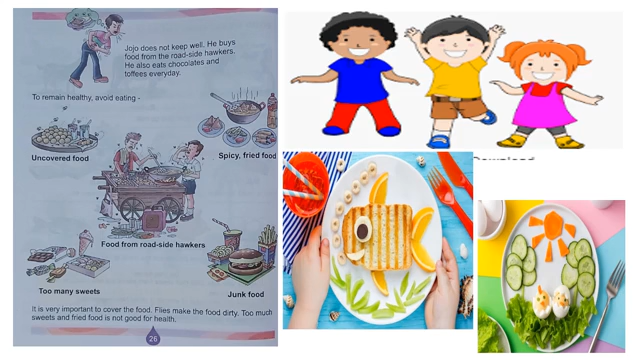 Jojo does not keep well. He buys
food from the road-side hawkers.
He also eats chocolates and
toffees everyday.
To remain healthy, avoid eating -
Uncovered food
Spicy, fried food
Food from road-side hawkers
Too many sweets
Junk food
It is very important to cover the food. Flies make the food dirty. Too much
sweets and fried food is not good for health.
26
Download